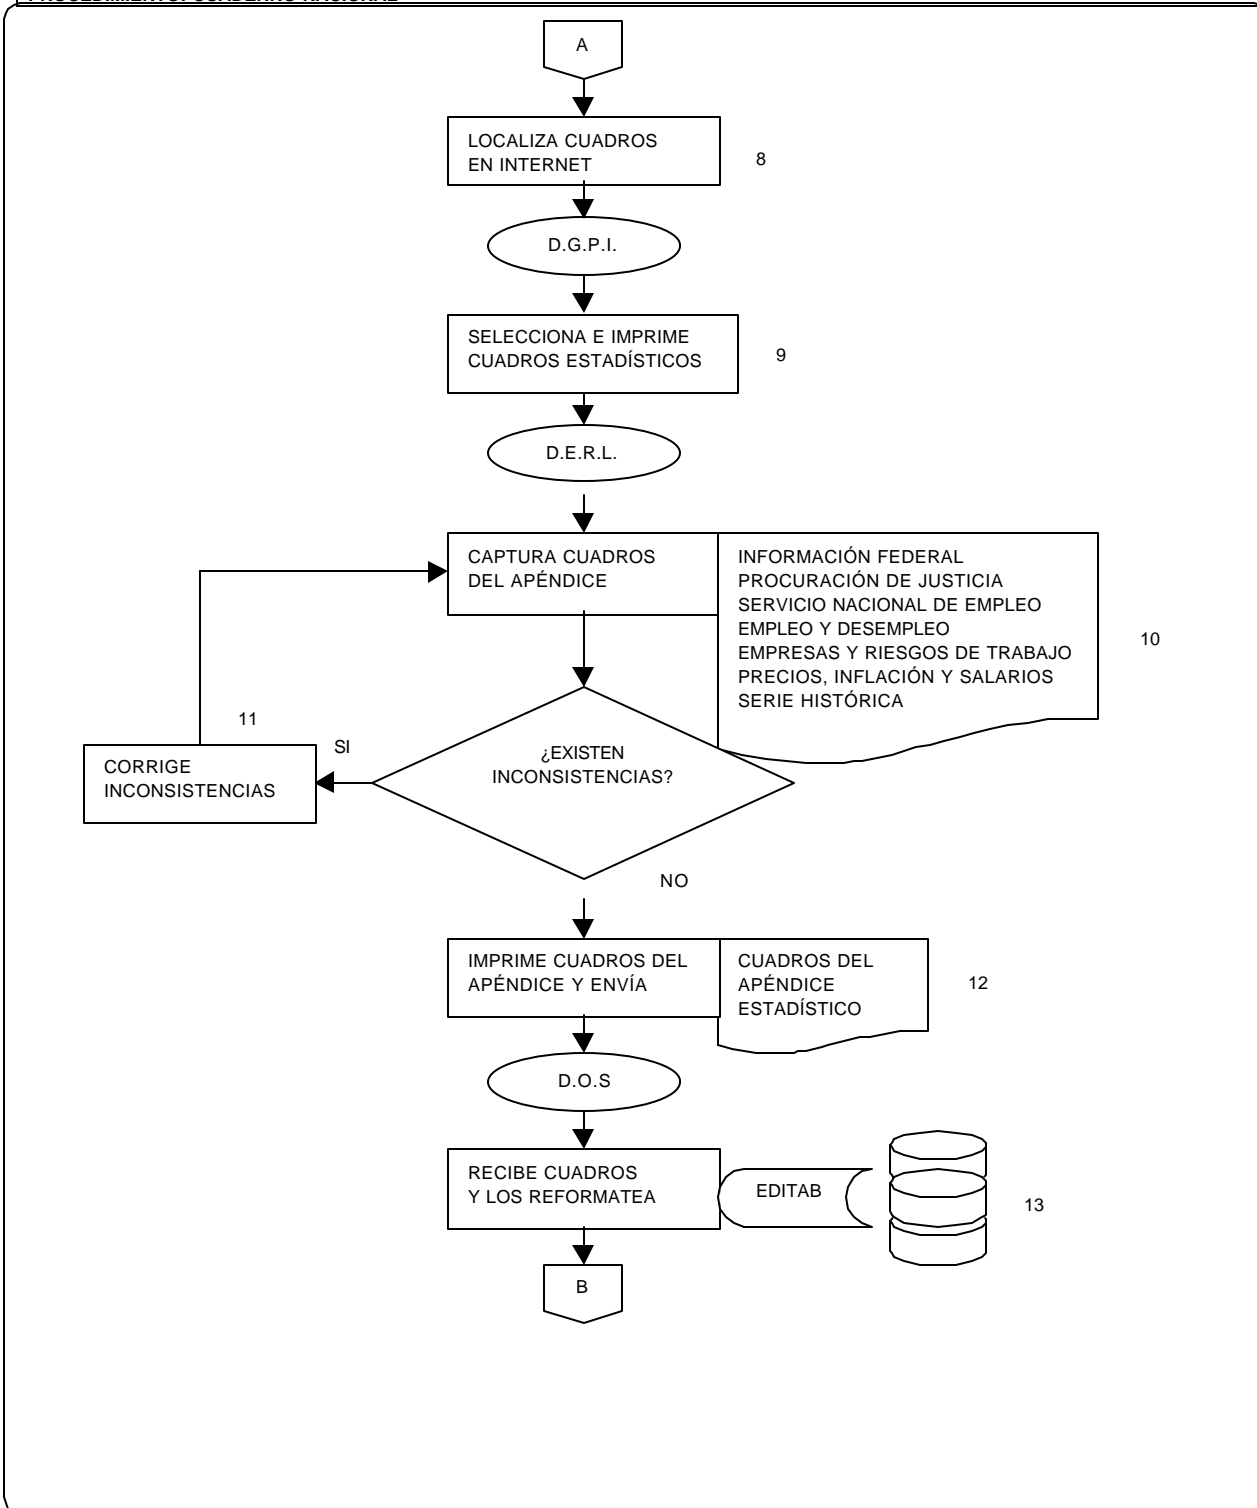 PROCEDIMIENTO: CUADERNO NACIONAL
A
LOCALIZA CUADROS
EN INTERNET
8
D.G.P.I.
SELECCIONA E IMPRIME
CUADROS ESTADÍSTICOS
9
D.E.R.L.
CAPTURA CUADROS
DEL APÉNDICE
INFORMACIÓN FEDERAL
PROCURACIÓN DE JUSTICIA
SERVICIO NACIONAL DE EMPLEO
EMPLEO Y DESEMPLEO
EMPRESAS Y RIESGOS DE TRABAJO
PRECIOS, INFLACIÓN Y SALARIOS
SERIE HISTÓRICA
10
11
SI
CORRIGE
INCONSISTENCIAS
¿EXISTEN
INCONSISTENCIAS?
NO
IMPRIME CUADROS DEL
APÉNDICE Y ENVÍA
CUADROS DEL
APÉNDICE
ESTADÍSTICO
12
D.O.S
RECIBE CUADROS
Y LOS REFORMATEA
EDITAB
13
B